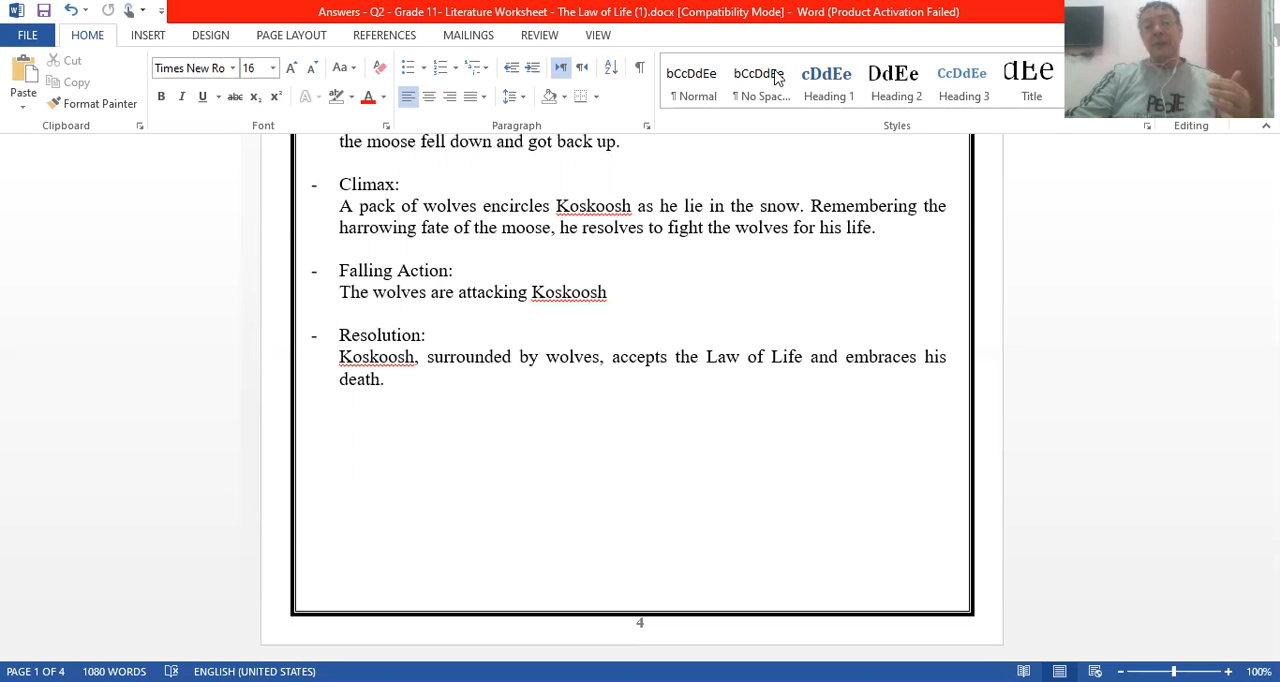 Answers - Q2 - Grade 11- Literature Worksheet - The Law of Life (1).docx [Compatibility Mode] - Word (Product Activation Failed)
FILE HOME INSERT DESIGN PAGE LAYOUT REFERENCES MAILINGS REVIEW VIEW
Cut
Copy
Format Painter
Paste
Times New Ro 16
bCcDdEe bCcDdEe cDdEe DdEe CcDdEe dEe
¶ Normal ¶ No Spac... Heading 1 Heading 2 Heading 3 Title
Clipboard Font Paragraph Styles Editing
the moose fell down and got back up.
- Climax:
A pack of wolves encircles Koskoosh as he lie in the snow. Remembering the
harrowing fate of the moose, he resolves to fight the wolves for his life.
- Falling Action:
The wolves are attacking Koskoosh
- Resolution:
Koskoosh, surrounded by wolves, accepts the Law of Life and embraces his
death.
4
PAGE 1 OF 4 1080 WORDS ENGLISH (UNITED STATES) 100%